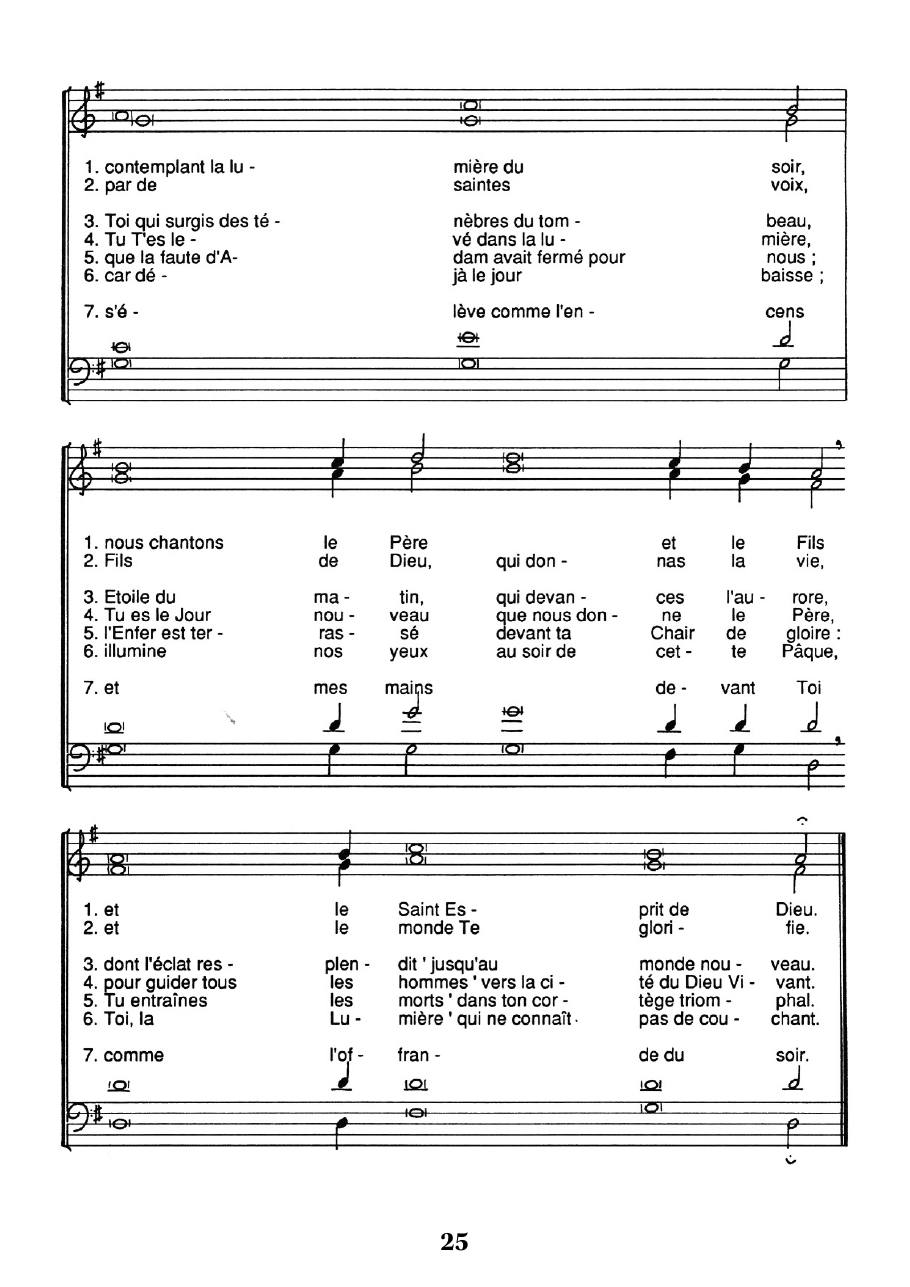 1. contemplant la lu - mière du soir,
2. par de saintes voix,
3. Toi qui surgis des té - nèbres du tom - beau,
4. Tu T'es le - vé dans la lu - mière,
5. que la faute d'A- dam avait fermé pour nous ;
6. car dé - jà le jour baisse ;
7. s'é - lève comme l'en - cens
1. nous chantons le Père et le Fils
2. Fils de Dieu, qui don - nas la vie,
3. Etoile du ma - tin, qui devan - ces l'au - rore,
4. Tu es le Jour nou - veau que nous don - ne le Père,
5. l'Enfer est ter - ras - sé devant ta Chair de gloire :
6. illumine nos yeux au soir de cet - te Pâque,
7. et mes mains de - vant Toi
1. et le Saint Es - prit de Dieu.
2. et le monde Te glori - fie.
3. dont l'éclat res - plen - dit ' jusqu'au monde nou - veau.
4. pour guider tous les hommes ' vers la ci - té du Dieu Vi - vant.
5. Tu entraînes les morts ' dans ton cor - tège triom - phal.
6. Toi, la Lu - mière ' qui ne connaît pas de cou - chant.
7. comme l'of - fran - de du soir.
25